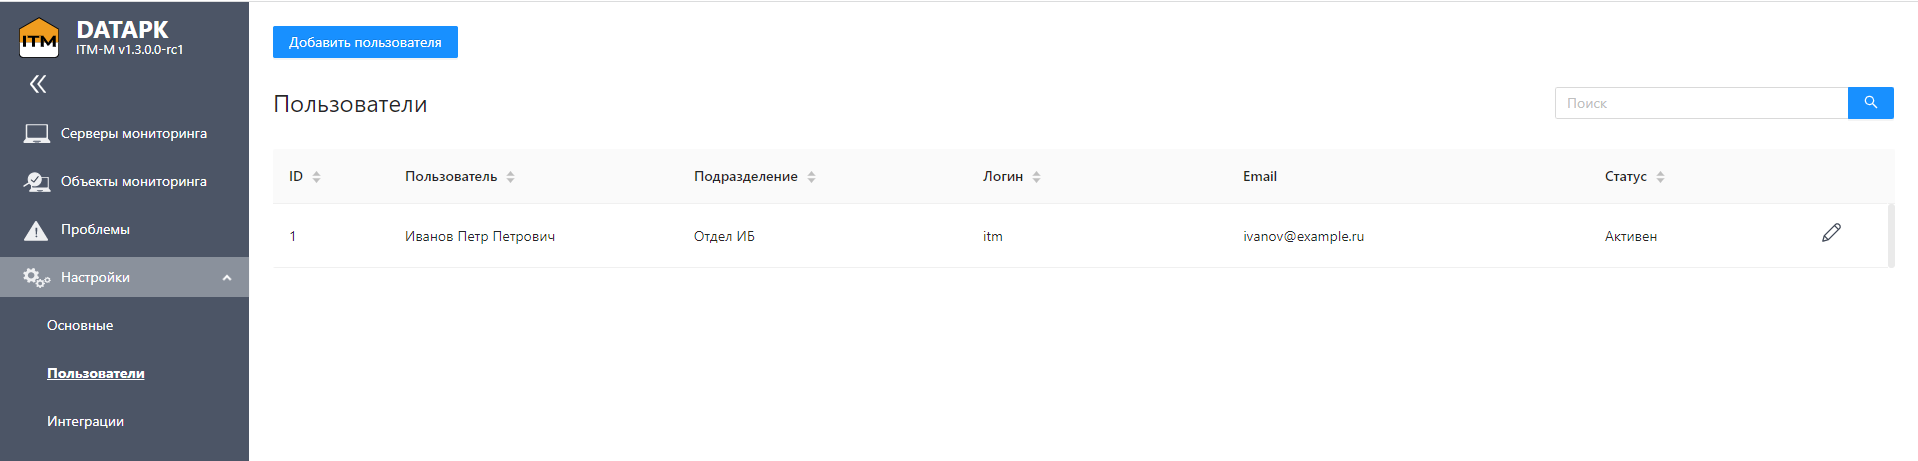 ITM
DATAPK
ITM-M v1.3.0.0-rc1
Серверы мониторинга
Объекты мониторинга
Проблемы
Настройки
Основные
Пользователи
Интеграции
Добавить пользователя
Пользователи
Поиск
ID Пользователь Подразделение Логин Email Статус
1 Иванов Петр Петрович Отдел ИБ itm ivanov@example.ru Активен